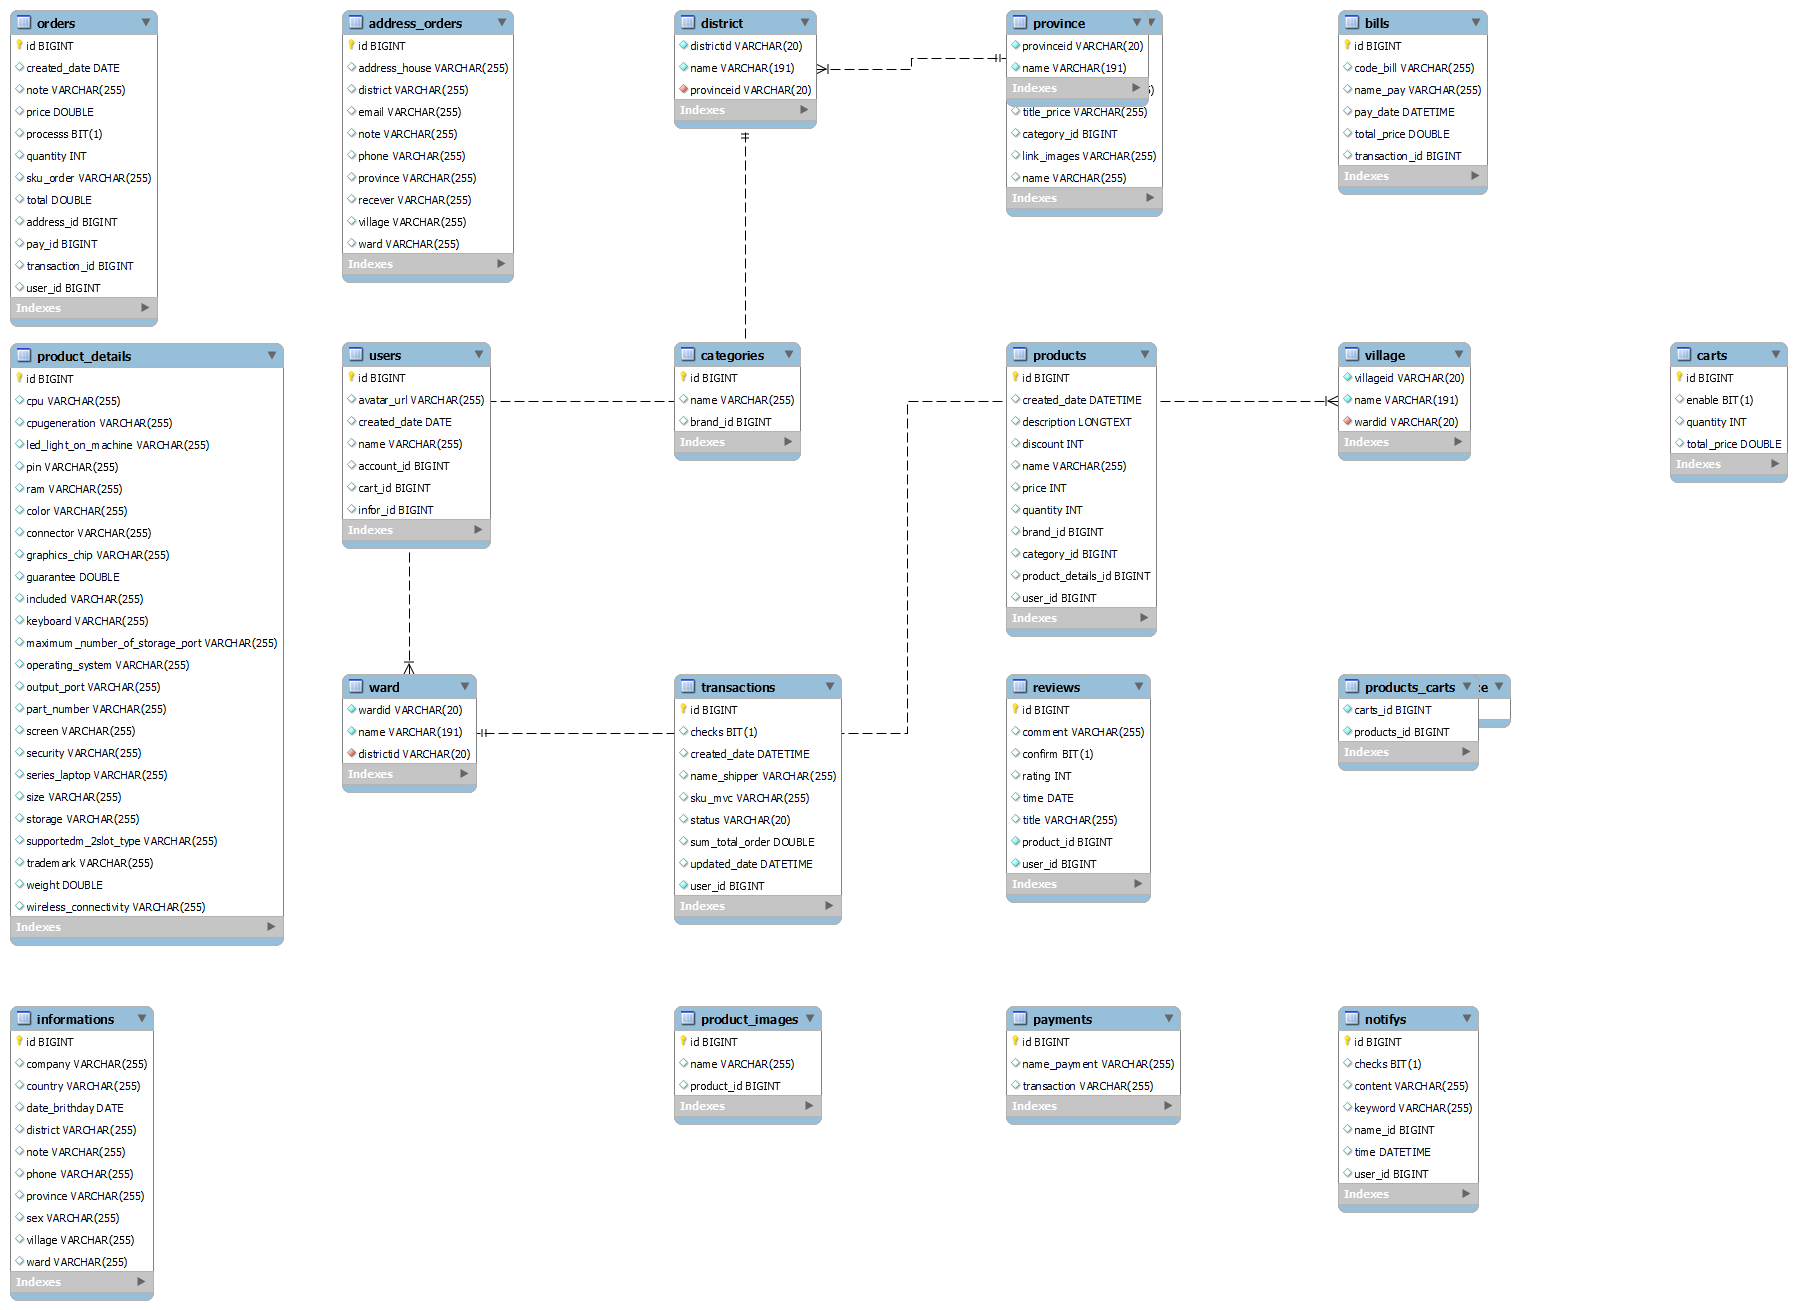 orders
id BIGINT
created_date DATE
note VARCHAR(255)
price DOUBLE
processs BIT(1)
quantity INT
sku_order VARCHAR(255)
total DOUBLE
address_id BIGINT
pay_id BIGINT
transaction_id BIGINT
user_id BIGINT
Indexes
address_orders
id BIGINT
address_house VARCHAR(255)
district VARCHAR(255)
email VARCHAR(255)
note VARCHAR(255)
phone VARCHAR(255)
province VARCHAR(255)
recever VARCHAR(255)
village VARCHAR(255)
ward VARCHAR(255)
Indexes
district
districtid VARCHAR(20)
name VARCHAR(191)
provinceid VARCHAR(20)
Indexes
province
provinceid VARCHAR(20)
name VARCHAR(191)
Indexes
title_price VARCHAR(255)
category_id BIGINT
link_images VARCHAR(255)
name VARCHAR(255)
Indexes
bills
id BIGINT
code_bill VARCHAR(255)
name_pay VARCHAR(255)
pay_date DATETIME
total_price DOUBLE
transaction_id BIGINT
Indexes
product_details
id BIGINT
cpu VARCHAR(255)
cpugeneration VARCHAR(255)
led_light_on_machine VARCHAR(255)
pin VARCHAR(255)
ram VARCHAR(255)
color VARCHAR(255)
connector VARCHAR(255)
graphics_chip VARCHAR(255)
guarantee DOUBLE
included VARCHAR(255)
keyboard VARCHAR(255)
maximum_number_of_storage_port VARCHAR(255)
operating_system VARCHAR(255)
output_port VARCHAR(255)
part_number VARCHAR(255)
screen VARCHAR(255)
security VARCHAR(255)
series_laptop VARCHAR(255)
size VARCHAR(255)
storage VARCHAR(255)
supportedm_2slot_type VARCHAR(255)
trademark VARCHAR(255)
weight DOUBLE
wireless_connectivity VARCHAR(255)
Indexes
users
id BIGINT
avatar_url VARCHAR(255)
created_date DATE
name VARCHAR(255)
account_id BIGINT
cart_id BIGINT
infor_id BIGINT
Indexes
categories
id BIGINT
name VARCHAR(255)
brand_id BIGINT
Indexes
products
id BIGINT
created_date DATETIME
description LONGTEXT
discount INT
name VARCHAR(255)
price INT
quantity INT
brand_id BIGINT
category_id BIGINT
product_details_id BIGINT
user_id BIGINT
Indexes
village
villageid VARCHAR(20)
name VARCHAR(191)
wardid VARCHAR(20)
Indexes
carts
id BIGINT
enable BIT(1)
quantity INT
total_price DOUBLE
Indexes
ward
wardid VARCHAR(20)
name VARCHAR(191)
districtid VARCHAR(20)
Indexes
transactions
id BIGINT
checks BIT(1)
created_date DATETIME
name_shipper VARCHAR(255)
sku_mvc VARCHAR(255)
status VARCHAR(20)
sum_total_order DOUBLE
updated_date DATETIME
user_id BIGINT
Indexes
reviews
id BIGINT
comment VARCHAR(255)
confirm BIT(1)
rating INT
time DATE
title VARCHAR(255)
product_id BIGINT
user_id BIGINT
Indexes
products_carts
carts_id BIGINT
products_id BIGINT
Indexes
informations
id BIGINT
company VARCHAR(255)
country VARCHAR(255)
date_brithday DATE
district VARCHAR(255)
note VARCHAR(255)
phone VARCHAR(255)
province VARCHAR(255)
sex VARCHAR(255)
village VARCHAR(255)
ward VARCHAR(255)
Indexes
product_images
id BIGINT
name VARCHAR(255)
product_id BIGINT
Indexes
payments
id BIGINT
name_payment VARCHAR(255)
transaction VARCHAR(255)
Indexes
notifys
id BIGINT
checks BIT(1)
content VARCHAR(255)
keyword VARCHAR(255)
name_id BIGINT
time DATETIME
user_id BIGINT
Indexes